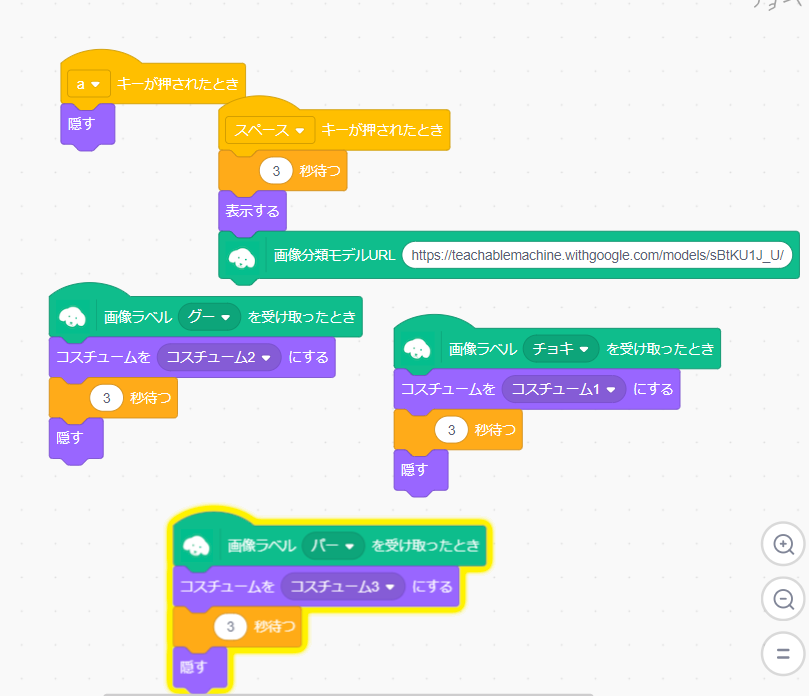 a キーが押されたとき
隠す
スペース キーが押されたとき
3 秒待つ
表示する
画像分類モデルURL https://teachablemachine.withgoogle.com/models/sBtKU1J_U/
画像ラベル グー を受け取ったとき
コスチュームを コスチューム2 にする
3 秒待つ
隠す
画像ラベル チョキ を受け取ったとき
コスチュームを コスチューム1 にする
3 秒待つ
隠す
画像ラベル パー を受け取ったとき
コスチュームを コスチューム3 にする
3 秒待つ
隠す